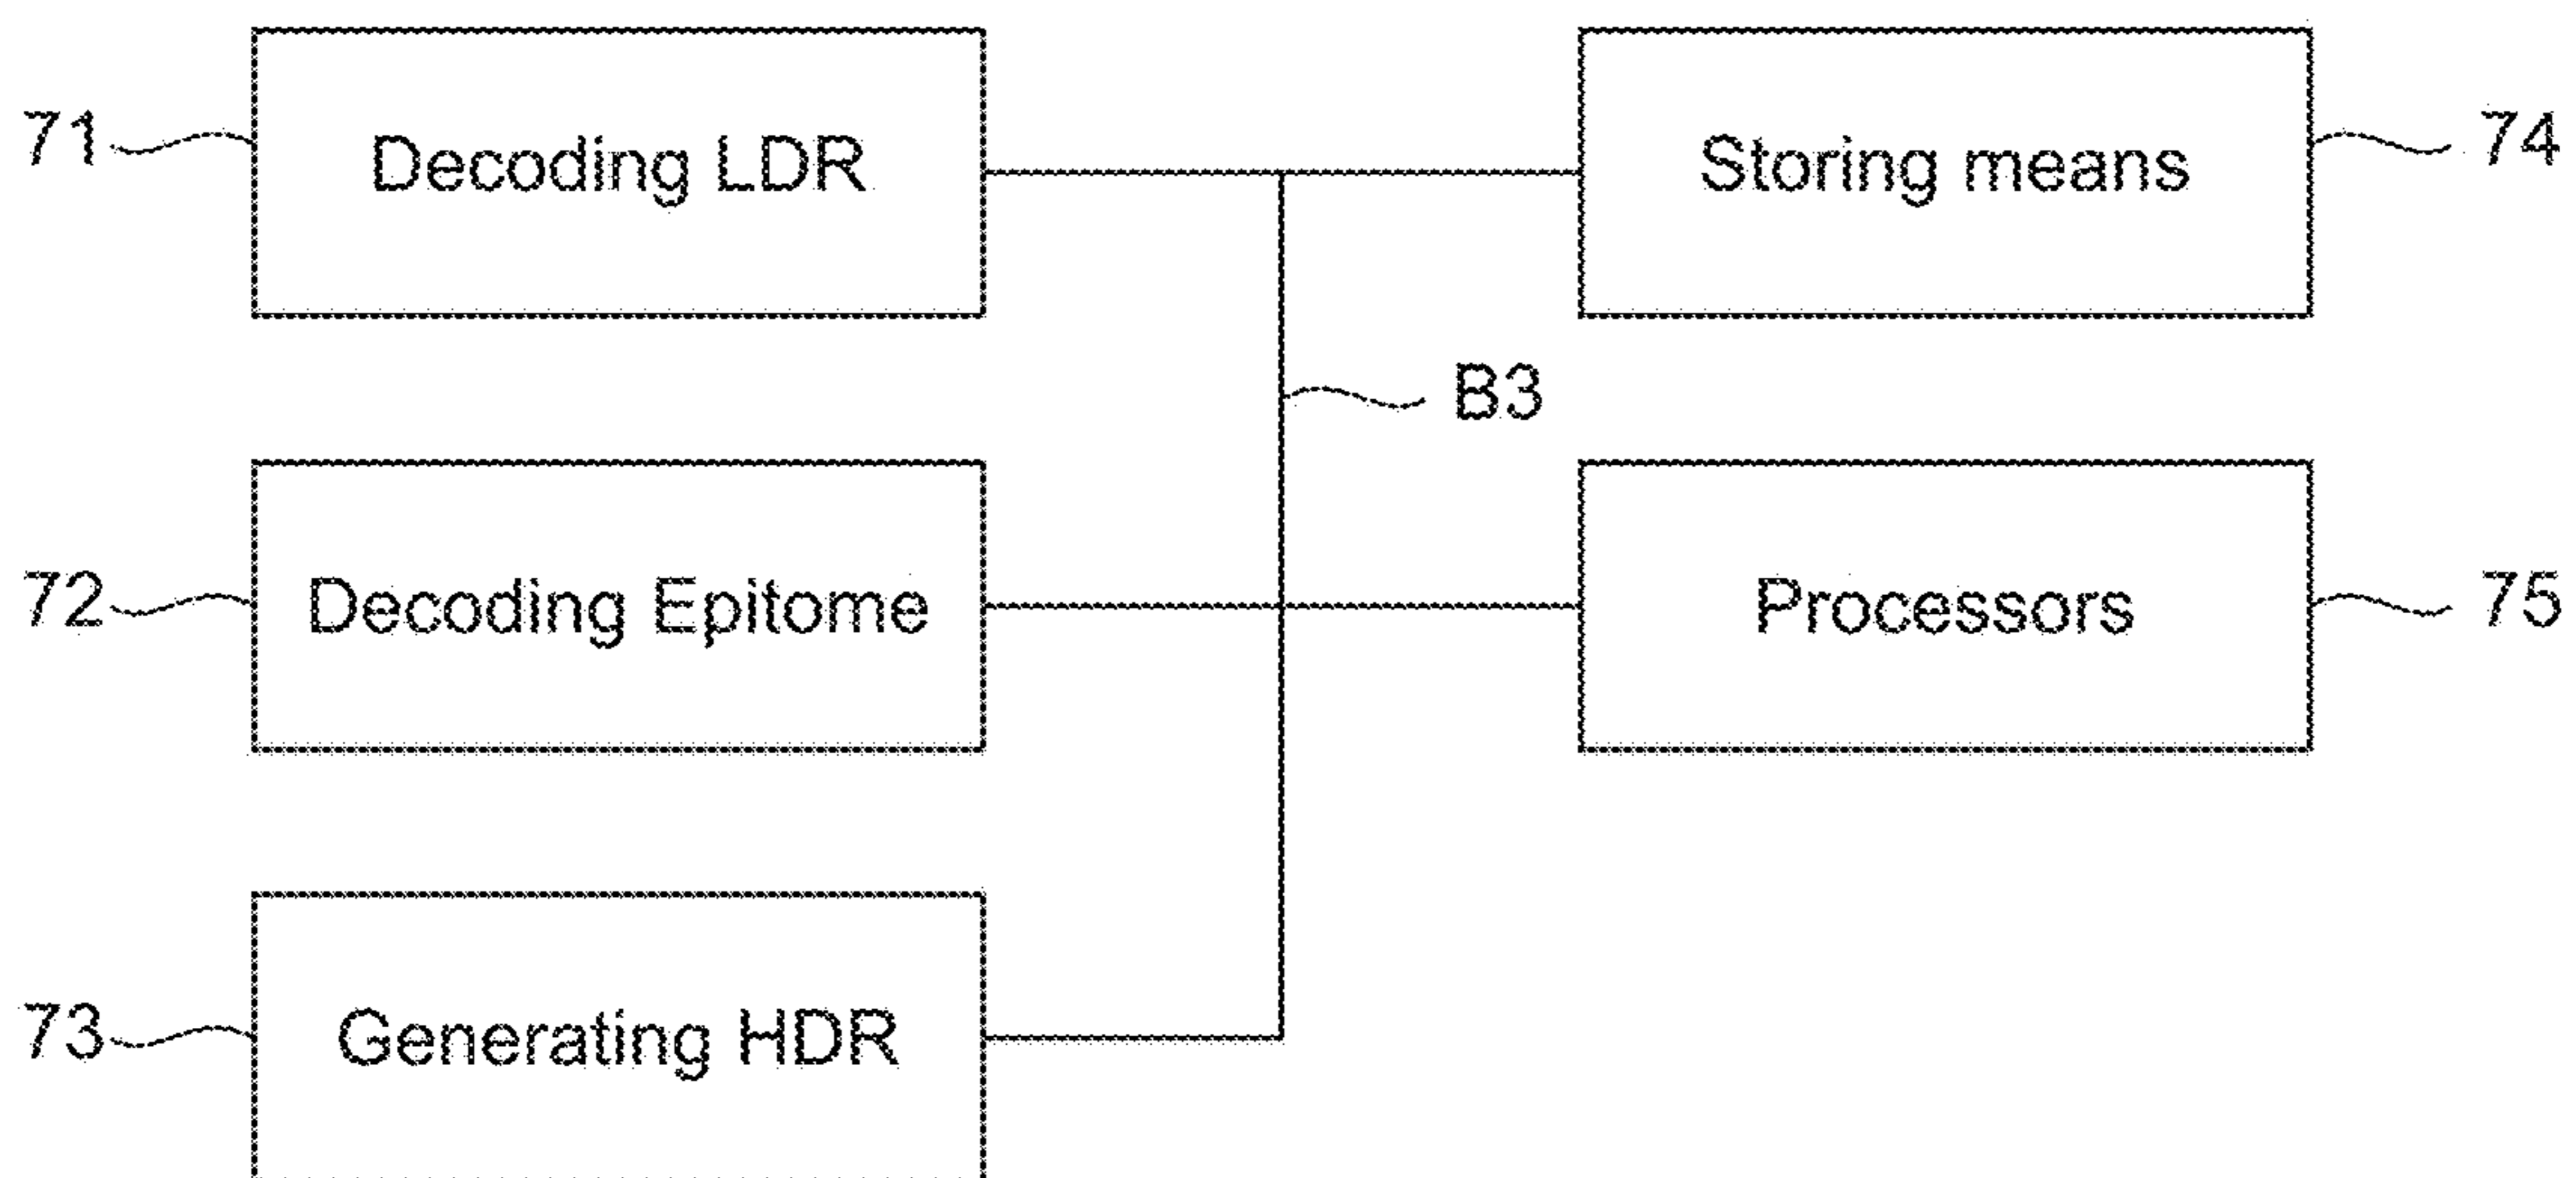 71 Decoding LDR
Storing means 74
B3
72 Decoding Epitome
Processors 75
73 Generating HDR